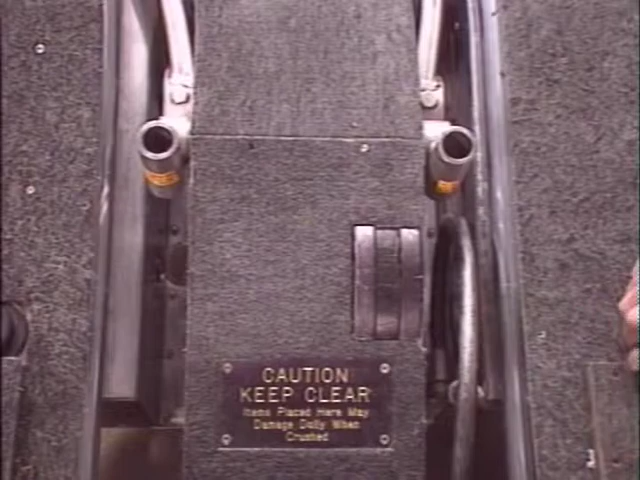 CAUTION
KEEP CLEAR
Items Placed Here May
Damage Dolly When
Crushed